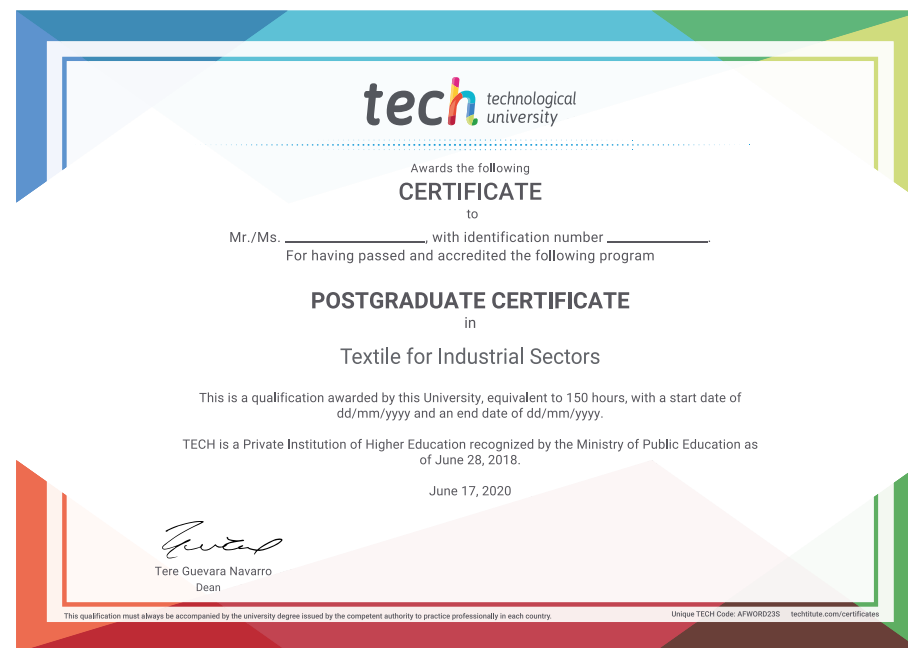 tech technological
university
Awards the following
CERTIFICATE
to
Mr./Ms. ____________________, with identification number ______________.
For having passed and accredited the following program
POSTGRADUATE CERTIFICATE
in
Textile for Industrial Sectors
This is a qualification awarded by this University, equivalent to 150 hours, with a start date of
dd/mm/yyyy and an end date of dd/mm/yyyy.
TECH is a Private Institution of Higher Education recognized by the Ministry of Public Education as
of June 28, 2018.
June 17, 2020
Tere Guevara Navarro
Dean
This qualification must always be accompanied by the university degree issued by the competent authority to practice professionally in each country.
Unique TECH Code: AFWORD23S techtitute.com/certificates